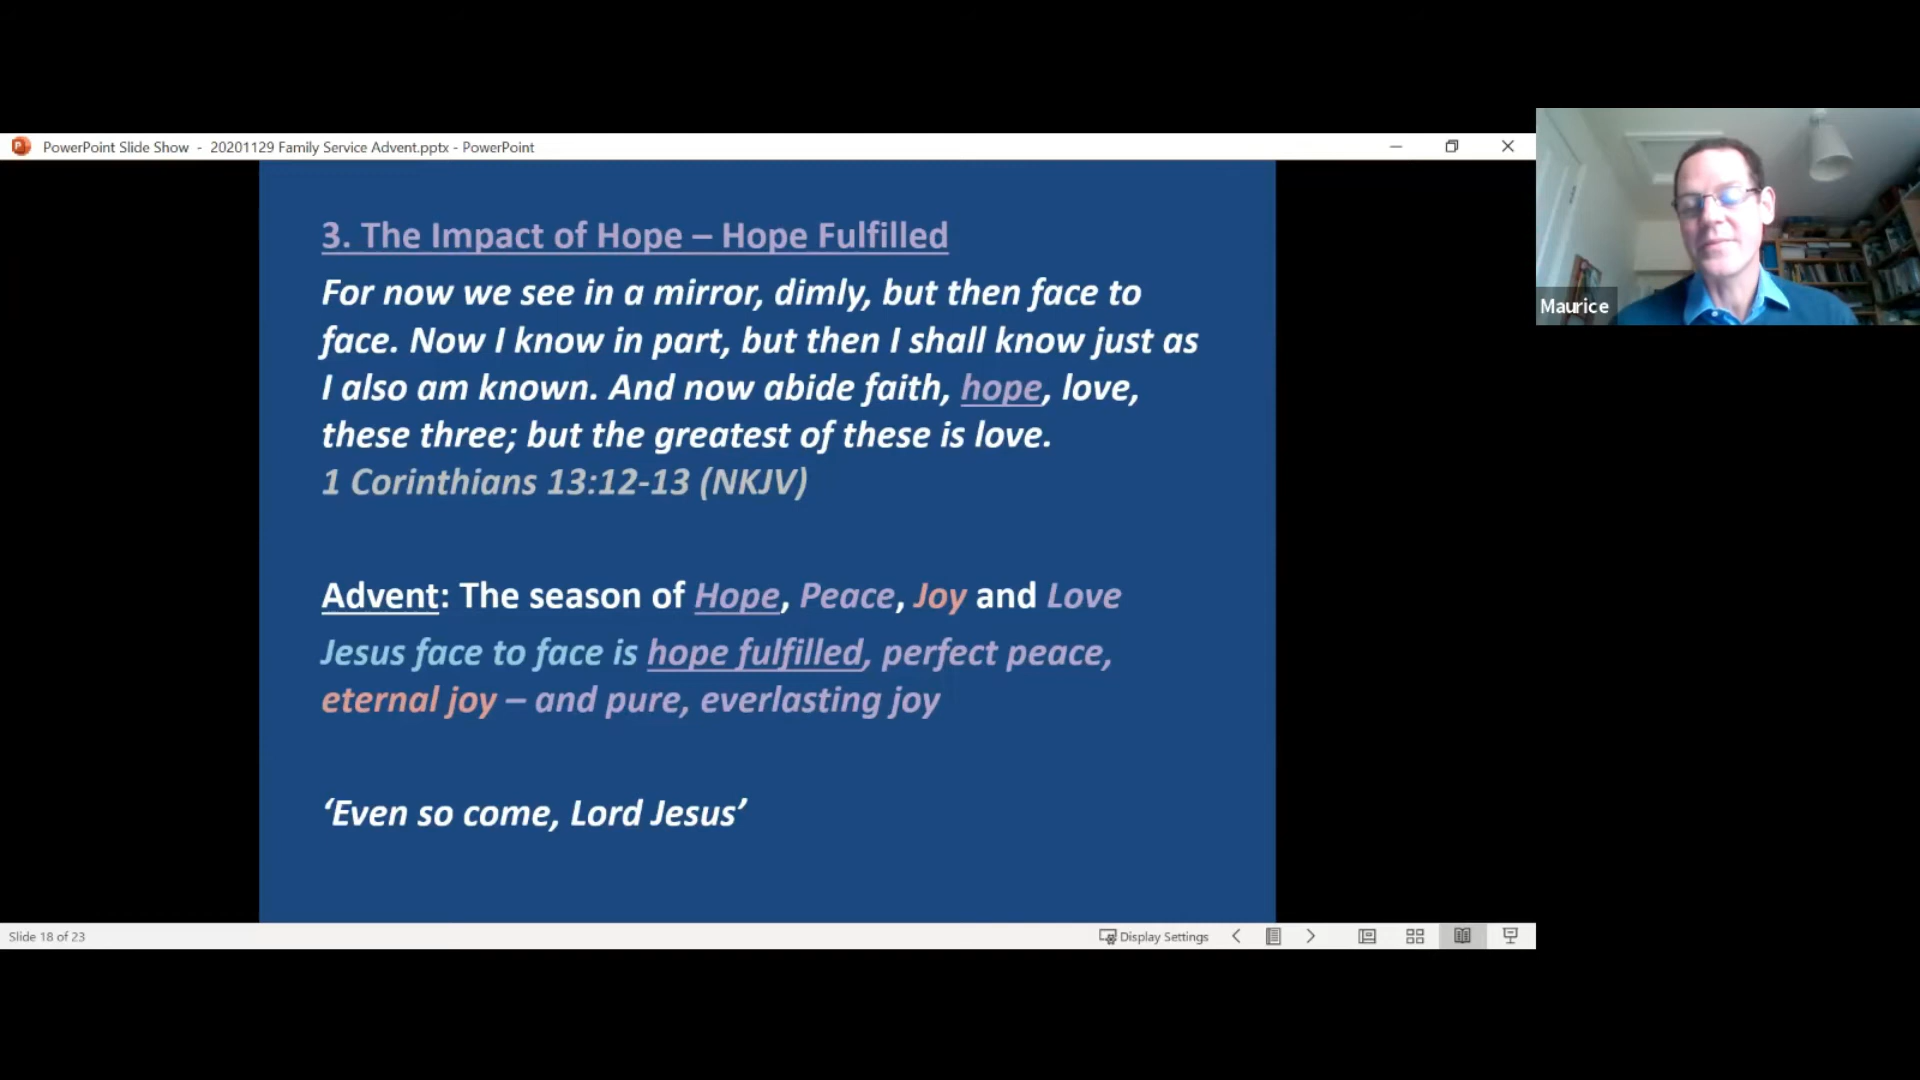 PowerPoint Slide Show - 20201129 Family Service Advent.pptx - PowerPoint
3. The Impact of Hope – Hope Fulfilled
For now we see in a mirror, dimly, but then face to
face. Now I know in part, but then I shall know just as
I also am known. And now abide faith, hope, love,
these three; but the greatest of these is love.
1 Corinthians 13:12-13 (NKJV)
Advent: The season of Hope, Peace, Joy and Love
Jesus face to face is hope fulfilled, perfect peace,
eternal joy – and pure, everlasting joy
‘Even so come, Lord Jesus’
Maurice
Slide 18 of 23
Display Settings